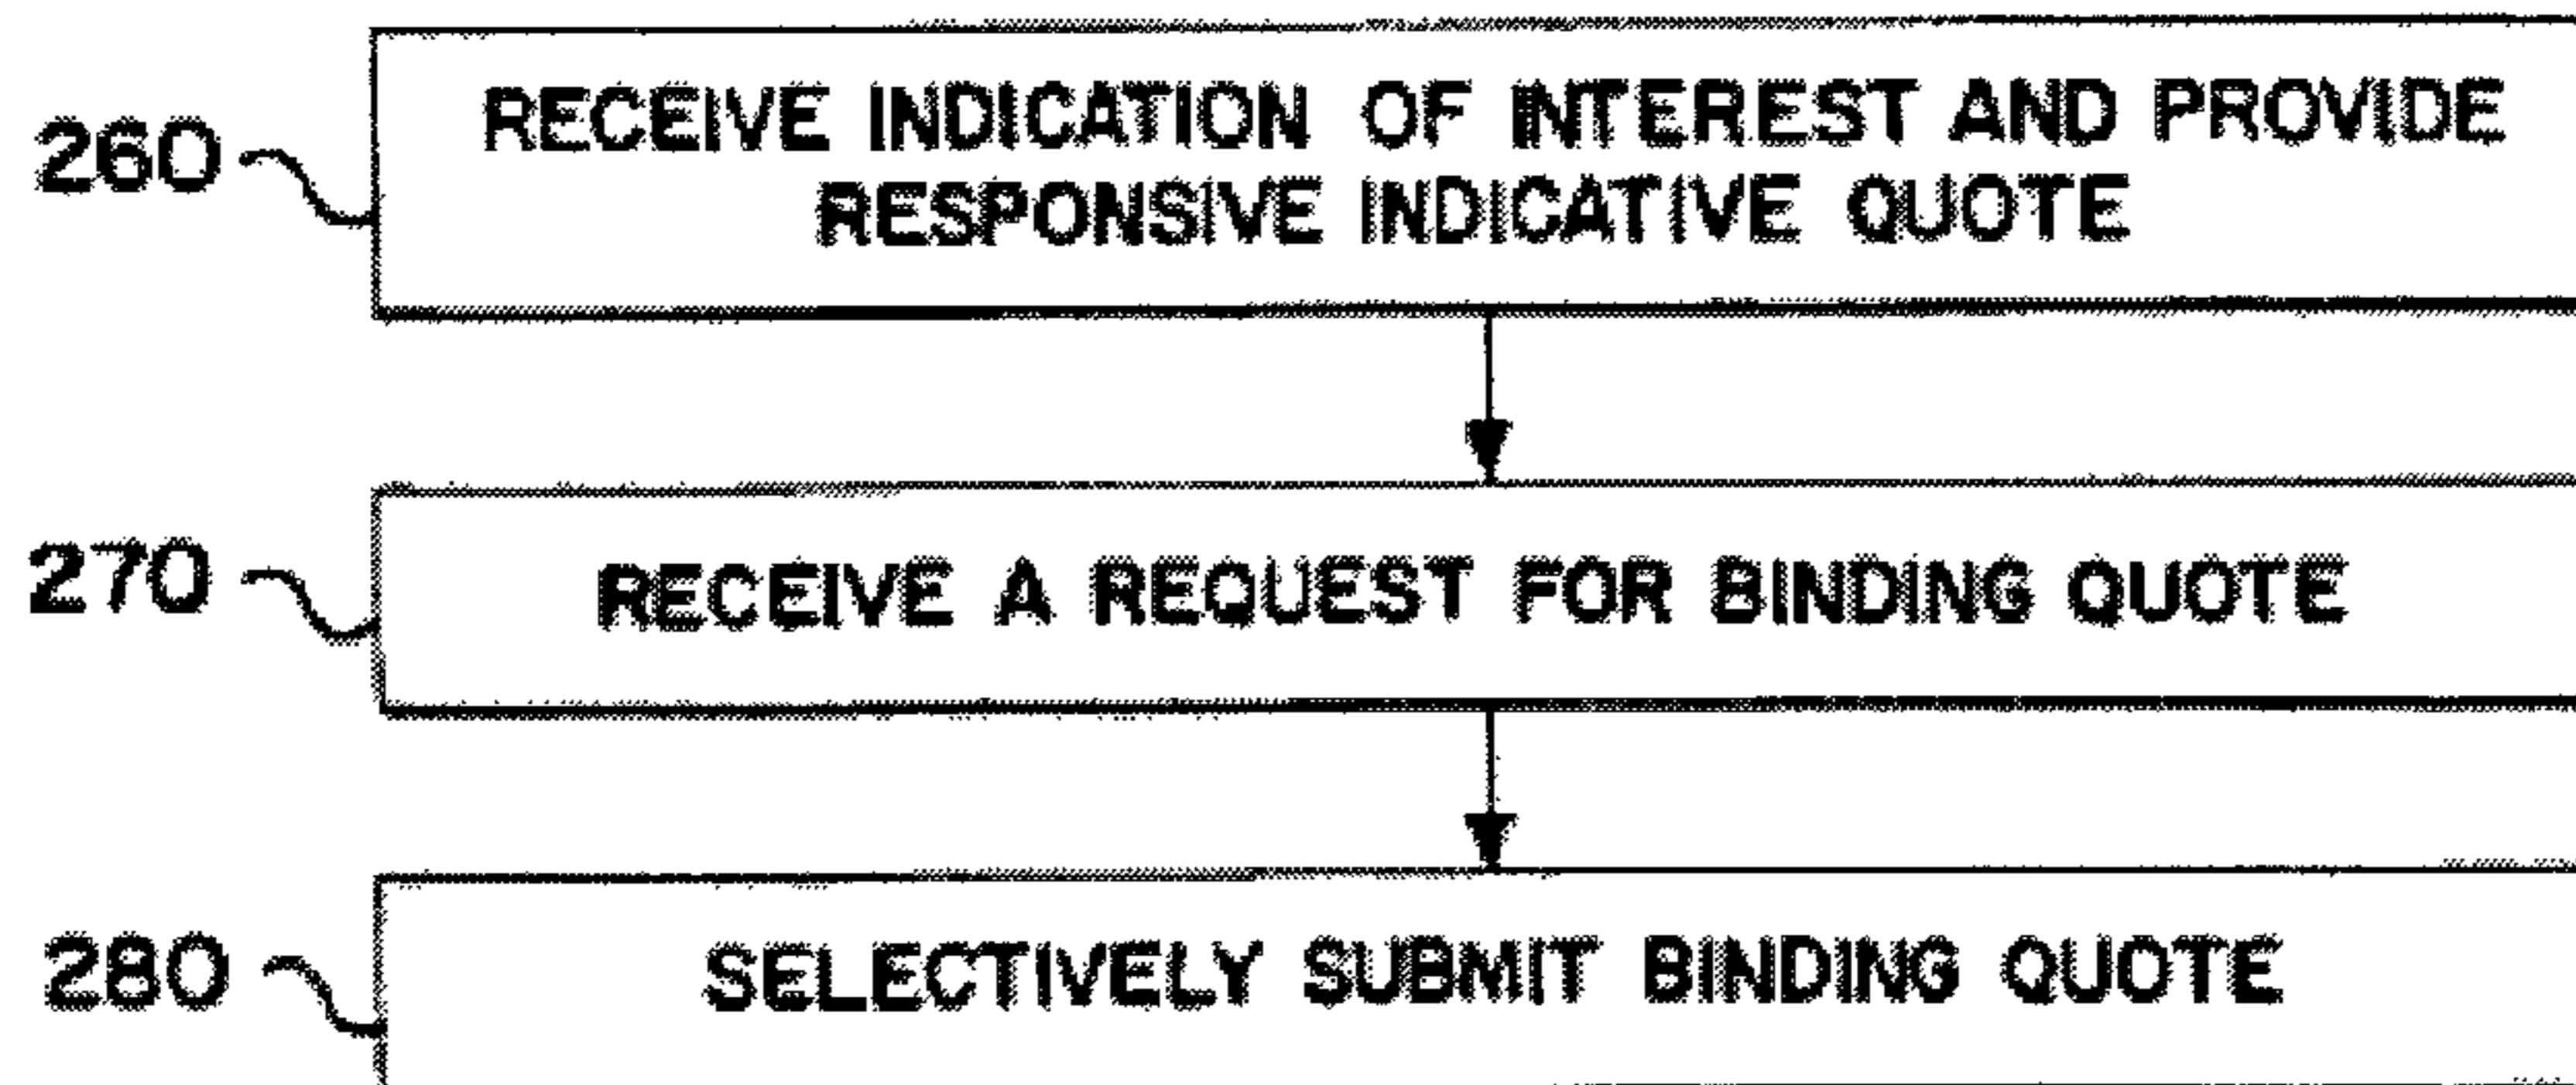 260
RECEIVE INDICATION OF INTEREST AND PROVIDE
RESPONSIVE INDICATIVE QUOTE
270
RECEIVE A REQUEST FOR BINDING QUOTE
280
SELECTIVELY SUBMIT BINDING QUOTE